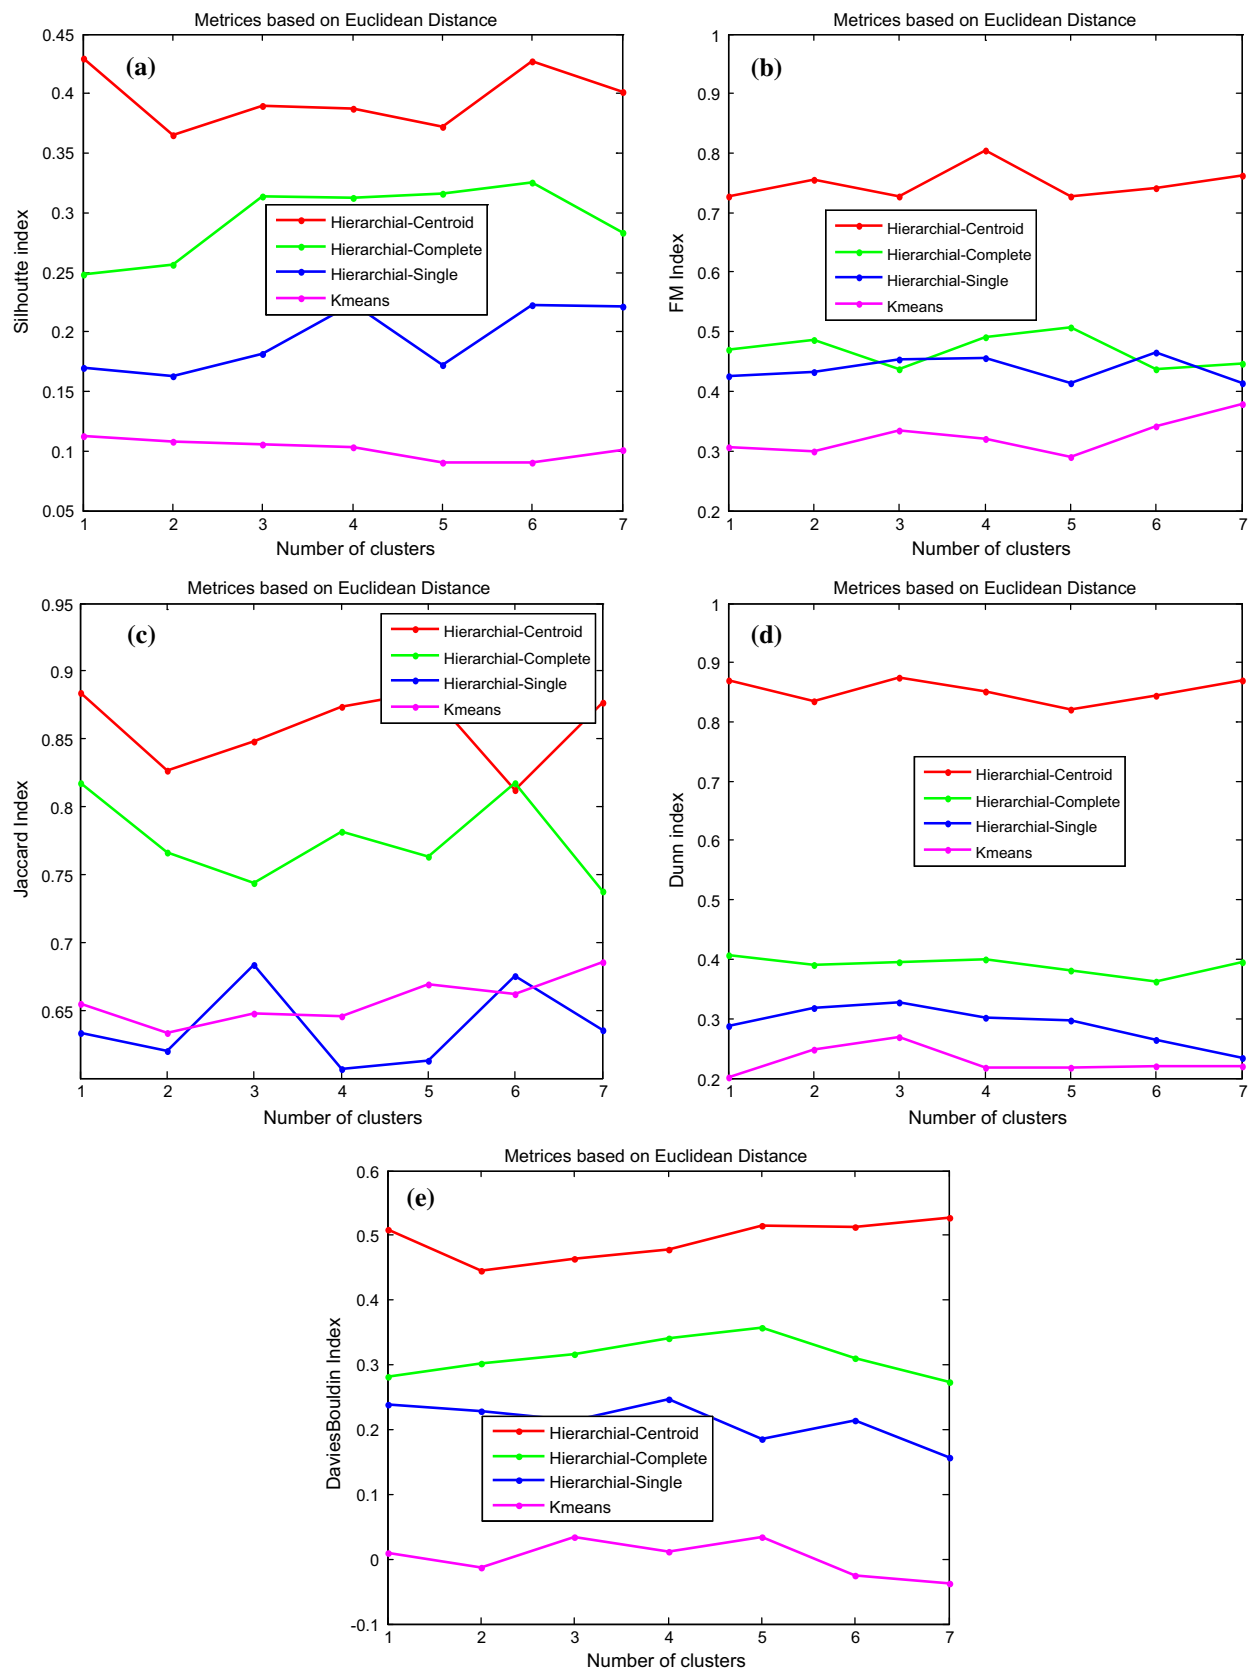 Metrices based on Euclidean Distance
(a)
0.45
0.4
0.35
0.3
0.25
0.2
0.15
0.1
0.05
Silhoutte index
Hierarchial-Centroid
Hierarchial-Complete
Hierarchial-Single
Kmeans
1 2 3 4 5 6 7
Number of clusters
Metrices based on Euclidean Distance
(b)
1
0.9
0.8
0.7
0.6
0.5
0.4
0.3
0.2
FM Index
Hierarchial-Centroid
Hierarchial-Complete
Hierarchial-Single
Kmeans
1 2 3 4 5 6 7
Number of clusters
Metrices based on Euclidean Distance
(c)
0.95
0.9
0.85
0.8
0.75
0.7
0.65
Jaccard Index
Hierarchial-Centroid
Hierarchial-Complete
Hierarchial-Single
Kmeans
1 2 3 4 5 6 7
Number of clusters
Metrices based on Euclidean Distance
(d)
1
0.9
0.8
0.7
0.6
0.5
0.4
0.3
0.2
Dunn index
Hierarchial-Centroid
Hierarchial-Complete
Hierarchial-Single
Kmeans
1 2 3 4 5 6 7
Number of clusters
Metrices based on Euclidean Distance
(e)
0.6
0.5
0.4
0.3
0.2
0.1
0
-0.1
DaviesBouldin Index
Hierarchial-Centroid
Hierarchial-Complete
Hierarchial-Single
Kmeans
1 2 3 4 5 6 7
Number of clusters